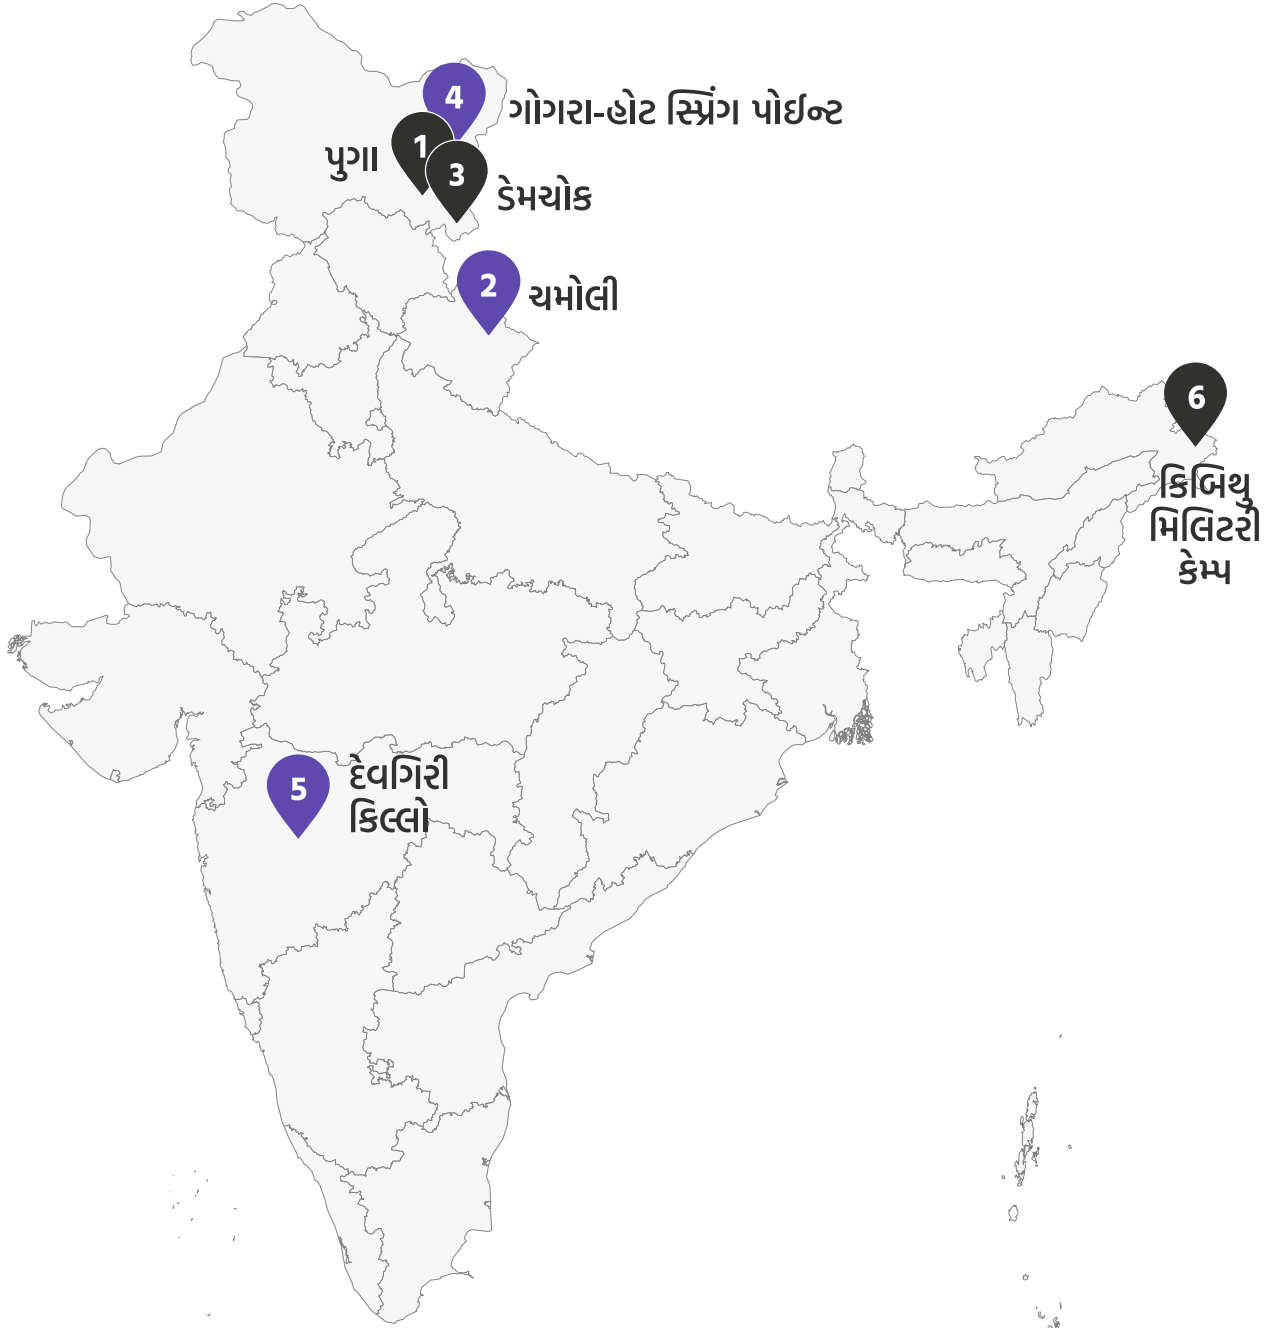 4
ગોગરા-હોટ સ્પ્રિંગ પોઈન્ટ
1
પુગા
3
ડેમચોક
2
ચમોલી
6
કિબિથુ
મિલિટરી
કેમ્પ
5
દેવગિરી
કિલ્લો